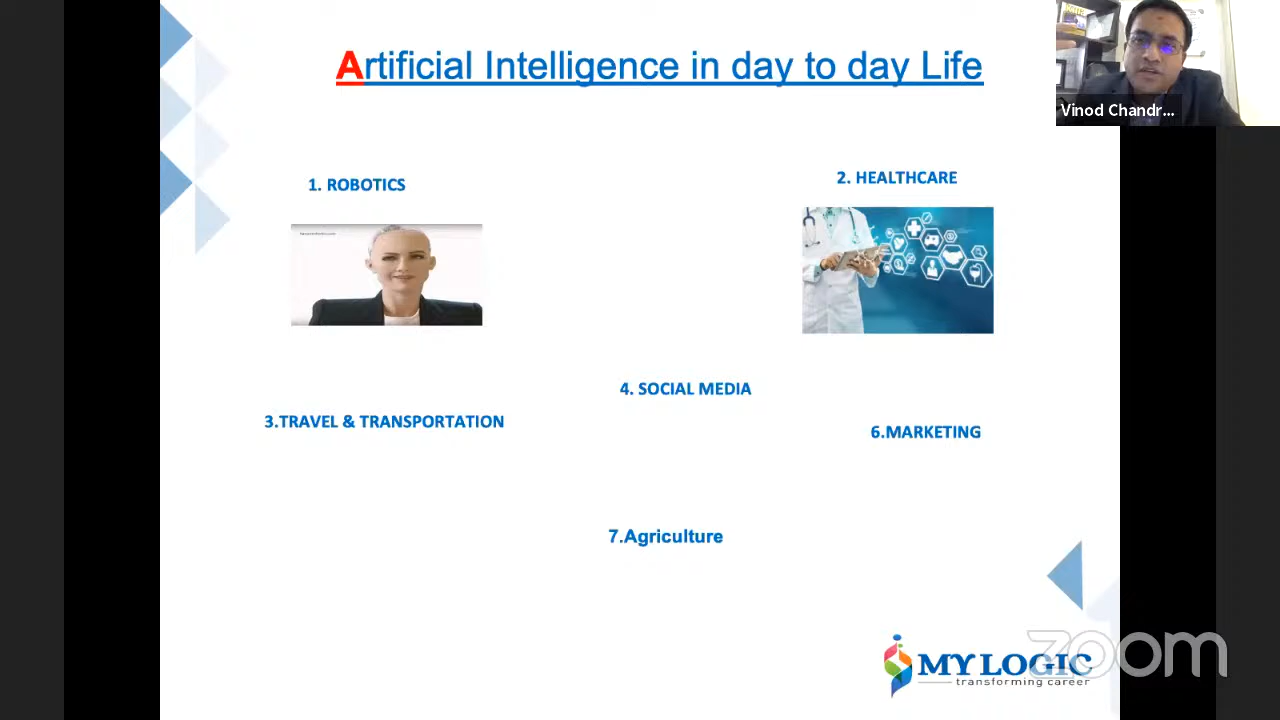 Artificial Intelligence in day to day Life
Vinod Chandr...
1. ROBOTICS
2. HEALTHCARE
4. SOCIAL MEDIA
3.TRAVEL & TRANSPORTATION
6.MARKETING
7.Agriculture
zoom
MY LOGIC
transforming career